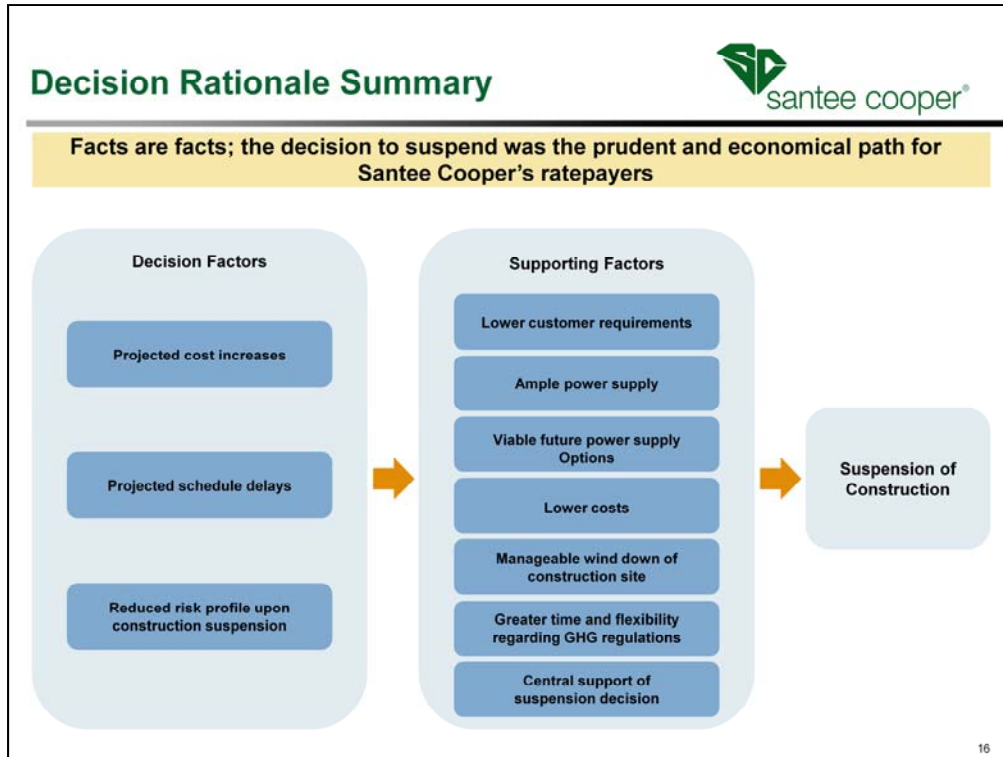 Decision Rationale Summary
SC
santee cooper®
Facts are facts; the decision to suspend was the prudent and economical path for
Santee Cooper's ratepayers
Decision Factors
Projected cost increases
Projected schedule delays
Reduced risk profile upon
construction suspension
Supporting Factors
Lower customer requirements
Ample power supply
Viable future power supply
Options
Lower costs
Manageable wind down of
construction site
Greater time and flexibility
regarding GHG regulations
Central support of
suspension decision
Suspension of
Construction
16